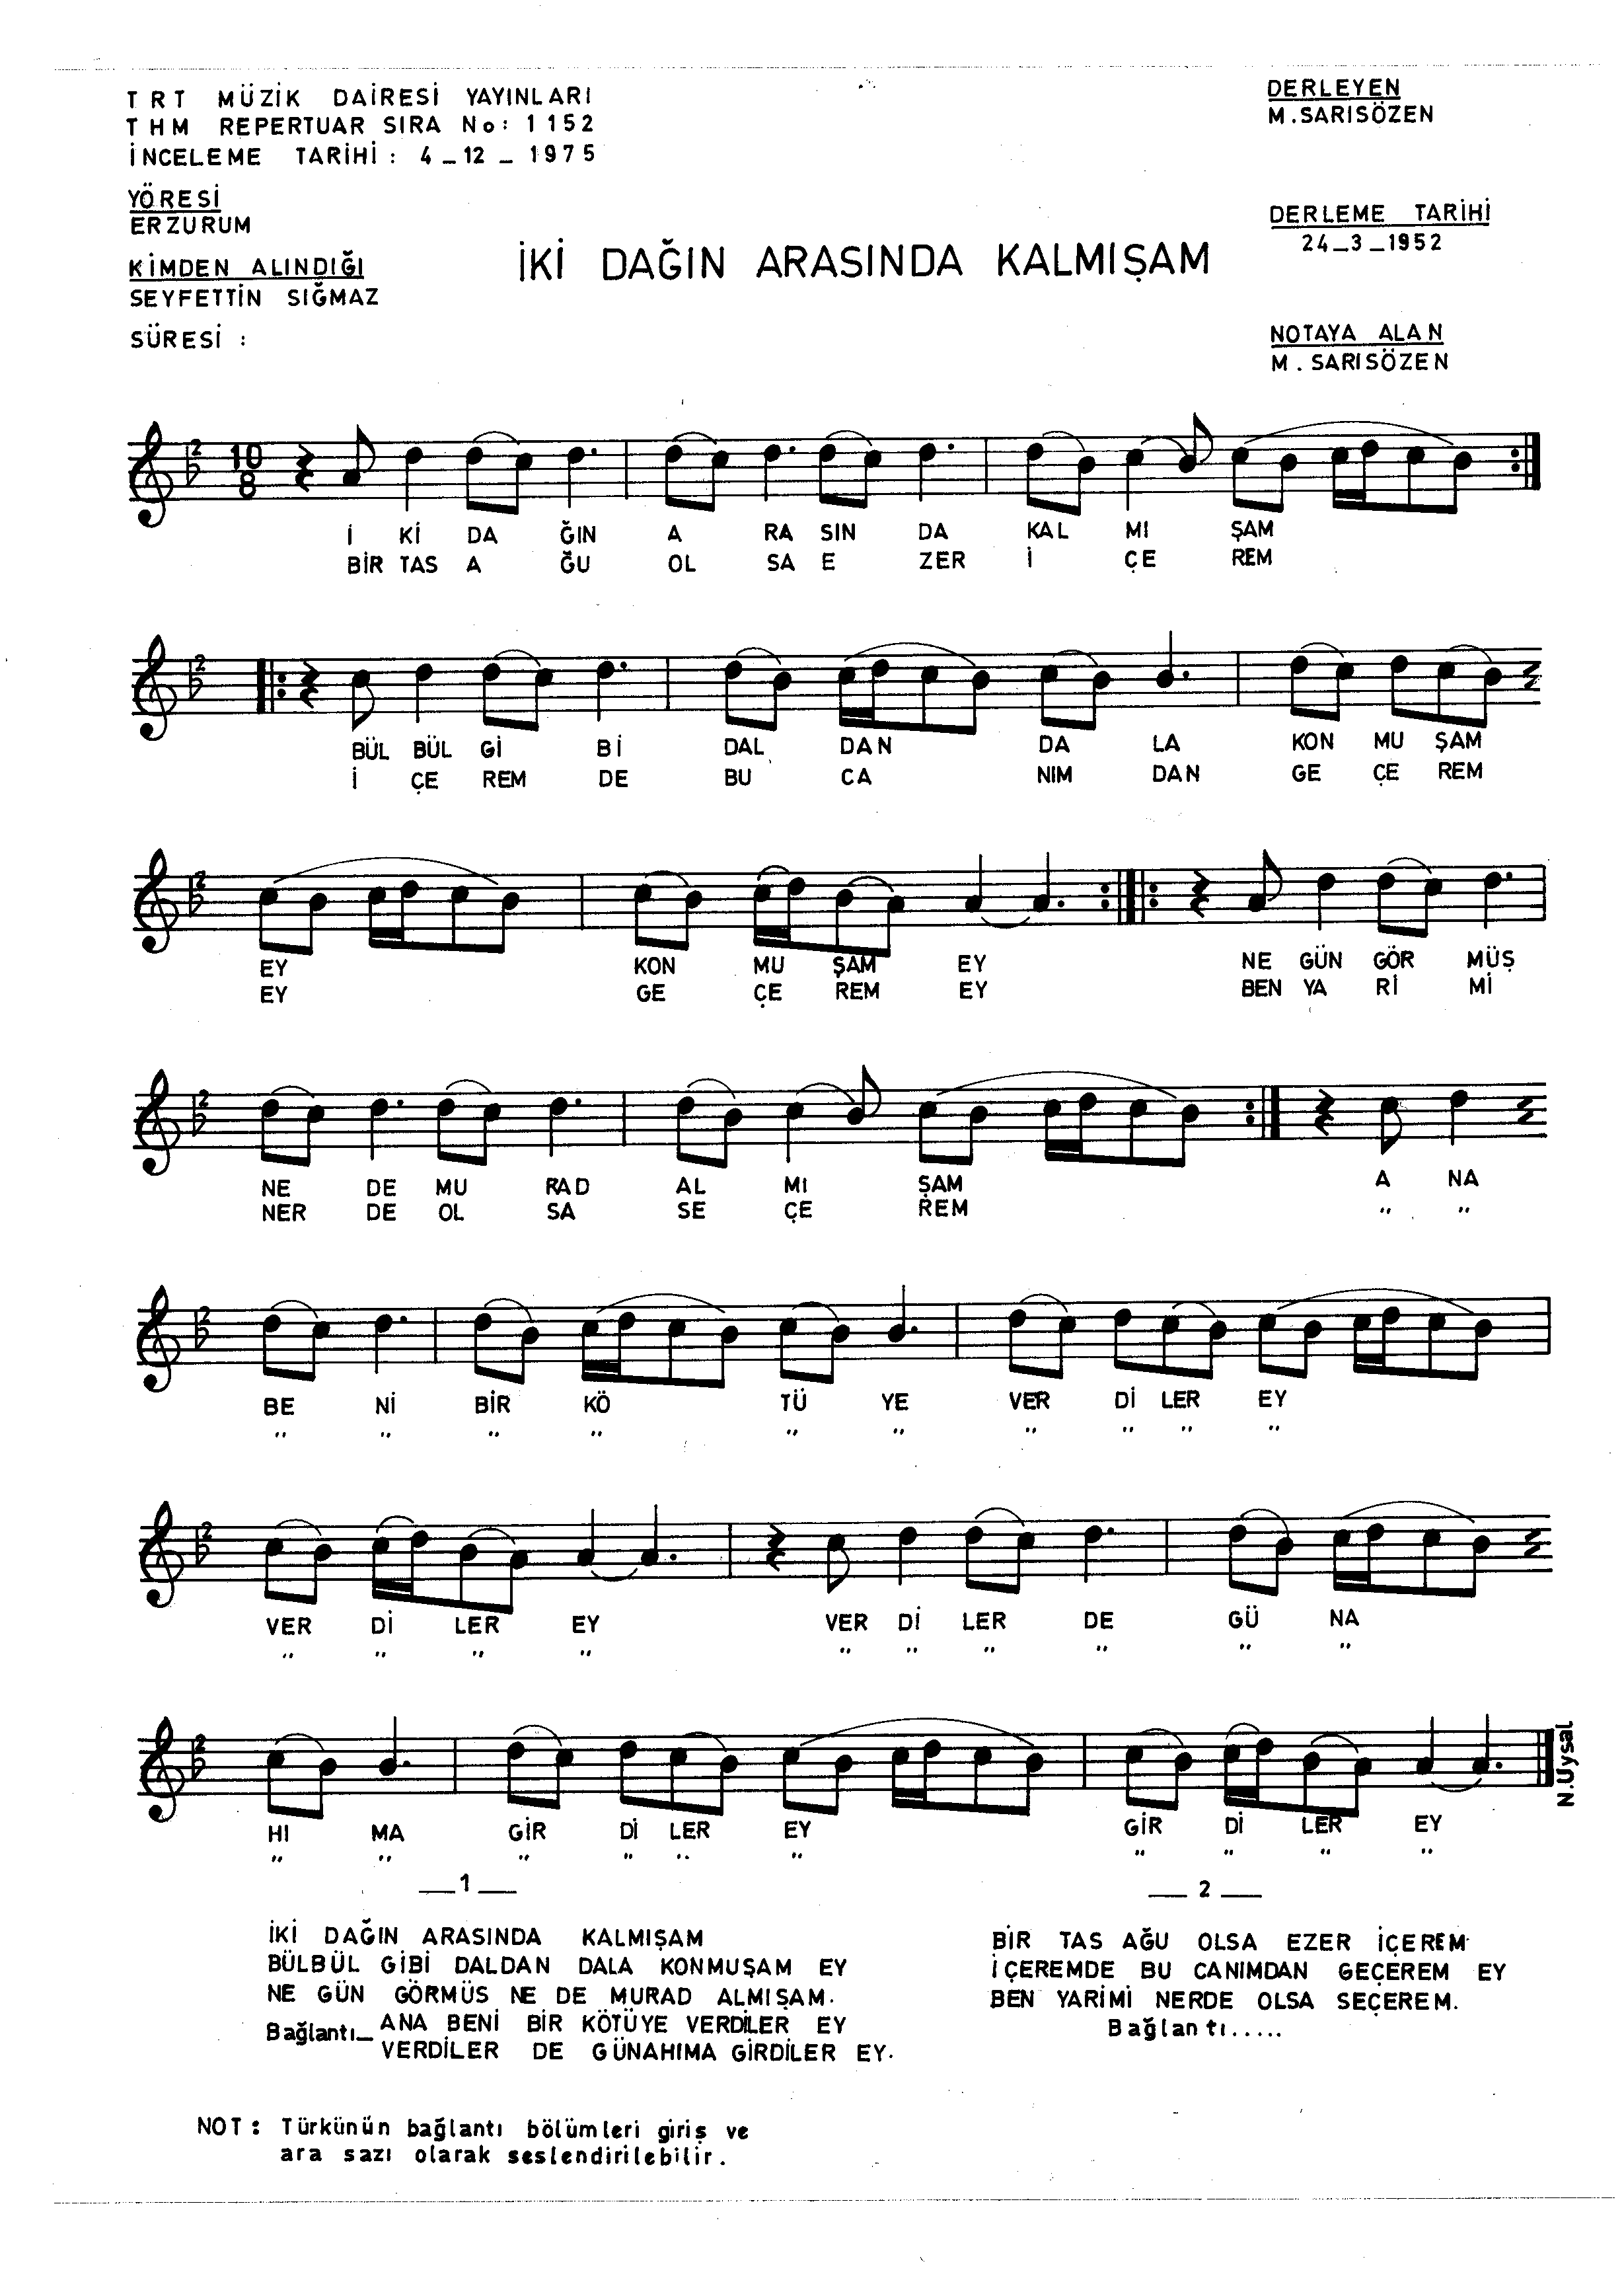 TRT MÜZİK DAİRESİ YAYINLARI
THM REPERTUAR SIRA No: 1152
İNCELEME TARİHİ : 4_12_1975
DERLEYEN
M.SARISÖZEN
YÖRESİ
ERZURUM
DERLEME TARİHİ
24_3_1952
KİMDEN ALINDIĞI
SEYFETTİN SIĞMAZ
İKİ DAĞIN ARASINDA KALMIŞAM
SÜRESİ :
NOTAYA ALAN
M. SARISÖZEN
2 10 8
İ Kİ DA ĞIN A RA SIN DA KAL MI ŞAM
BİR TAS A ĞU OL SA E ZER İ ÇE REM
2
BÜL BÜL Gİ Bİ DAL DAN DA LA KON MU ŞAM
İ ÇE REM DE BU CA NIM DAN GE ÇE REM
2
EY KON MU ŞAM EY NE GÜN GÖR MÜŞ
EY GE ÇE REM EY BEN YA Rİ Mİ
2
NE DE MU RAD AL MI ŞAM A NA
NER DE OL SA SE ÇE REM " "
2
BE Nİ BİR KÖ TÜ YE VER Dİ LER EY
" " " " " " " " " "
2
VER Dİ LER EY VER Dİ LER DE GÜ NA
" " " " " " " " " "
2
HI MA GİR Dİ LER EY GİR Dİ LER EY
" " " " " " " " " "
N.Uysal
__1__
İKİ DAĞIN ARASINDA KALMIŞAM
BÜLBÜL GİBİ DALDAN DALA KONMUŞAM EY
NE GÜN GÖRMÜS NE DE MURAD ALMIŞAM.
Bağlantı_ ANA BENİ BİR KÖTÜYE VERDİLER EY
VERDİLER DE GÜNAHIMA GİRDİLER EY.
__2__
BİR TAS AĞU OLSA EZER İÇEREM
İÇEREMDE BU CANIMDAN GEÇEREM EY
BEN YARİMİ NERDE OLSA SEÇEREM.
Bağlantı.....
NOT : Türkünün bağlantı bölümleri giriş ve
ara sazı olarak seslendirilebilir.